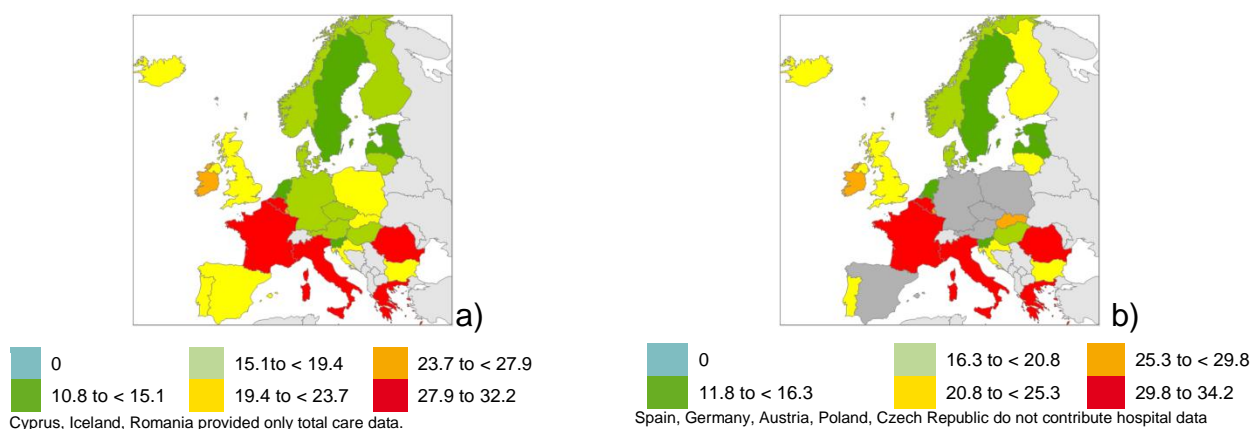 a)
b)
0
15.1to < 19.4
23.7 to < 27.9
10.8 to < 15.1
19.4 to < 23.7
27.9 to 32.2
Cyprus, Iceland, Romania provided only total care data.
0
16.3 to < 20.8
25.3 to < 29.8
11.8 to < 16.3
20.8 to < 25.3
29.8 to 34.2
Spain, Germany, Austria, Poland, Czech Republic do not contribute hospital data